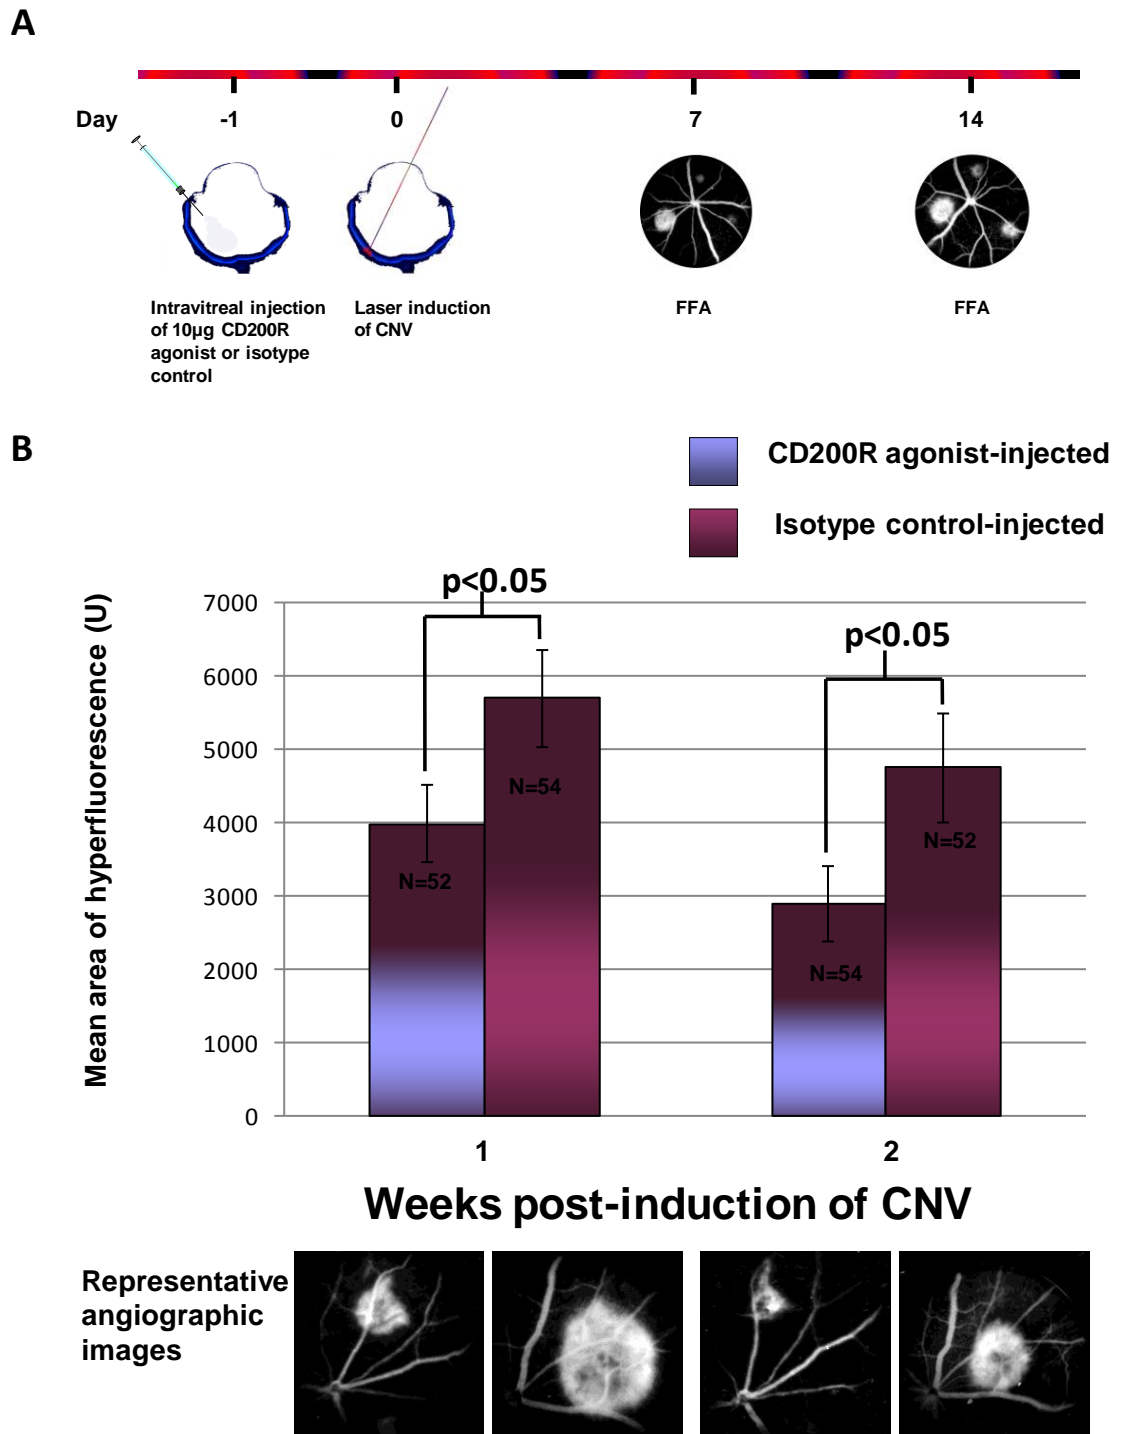 A
Day -1 0 7 14
Intravitreal injection
of 10µg CD200R
agonist or isotype
control
Laser induction
of CNV
FFA
FFA
B
CD200R agonist-injected
Isotype control-injected
Mean area of hyperfluorescence (U)
7000
6000
5000
4000
3000
2000
1000
0
p<0.05
p<0.05
N=52
N=54
N=54
N=52
1
2
Weeks post-induction of CNV
Representative
angiographic
images